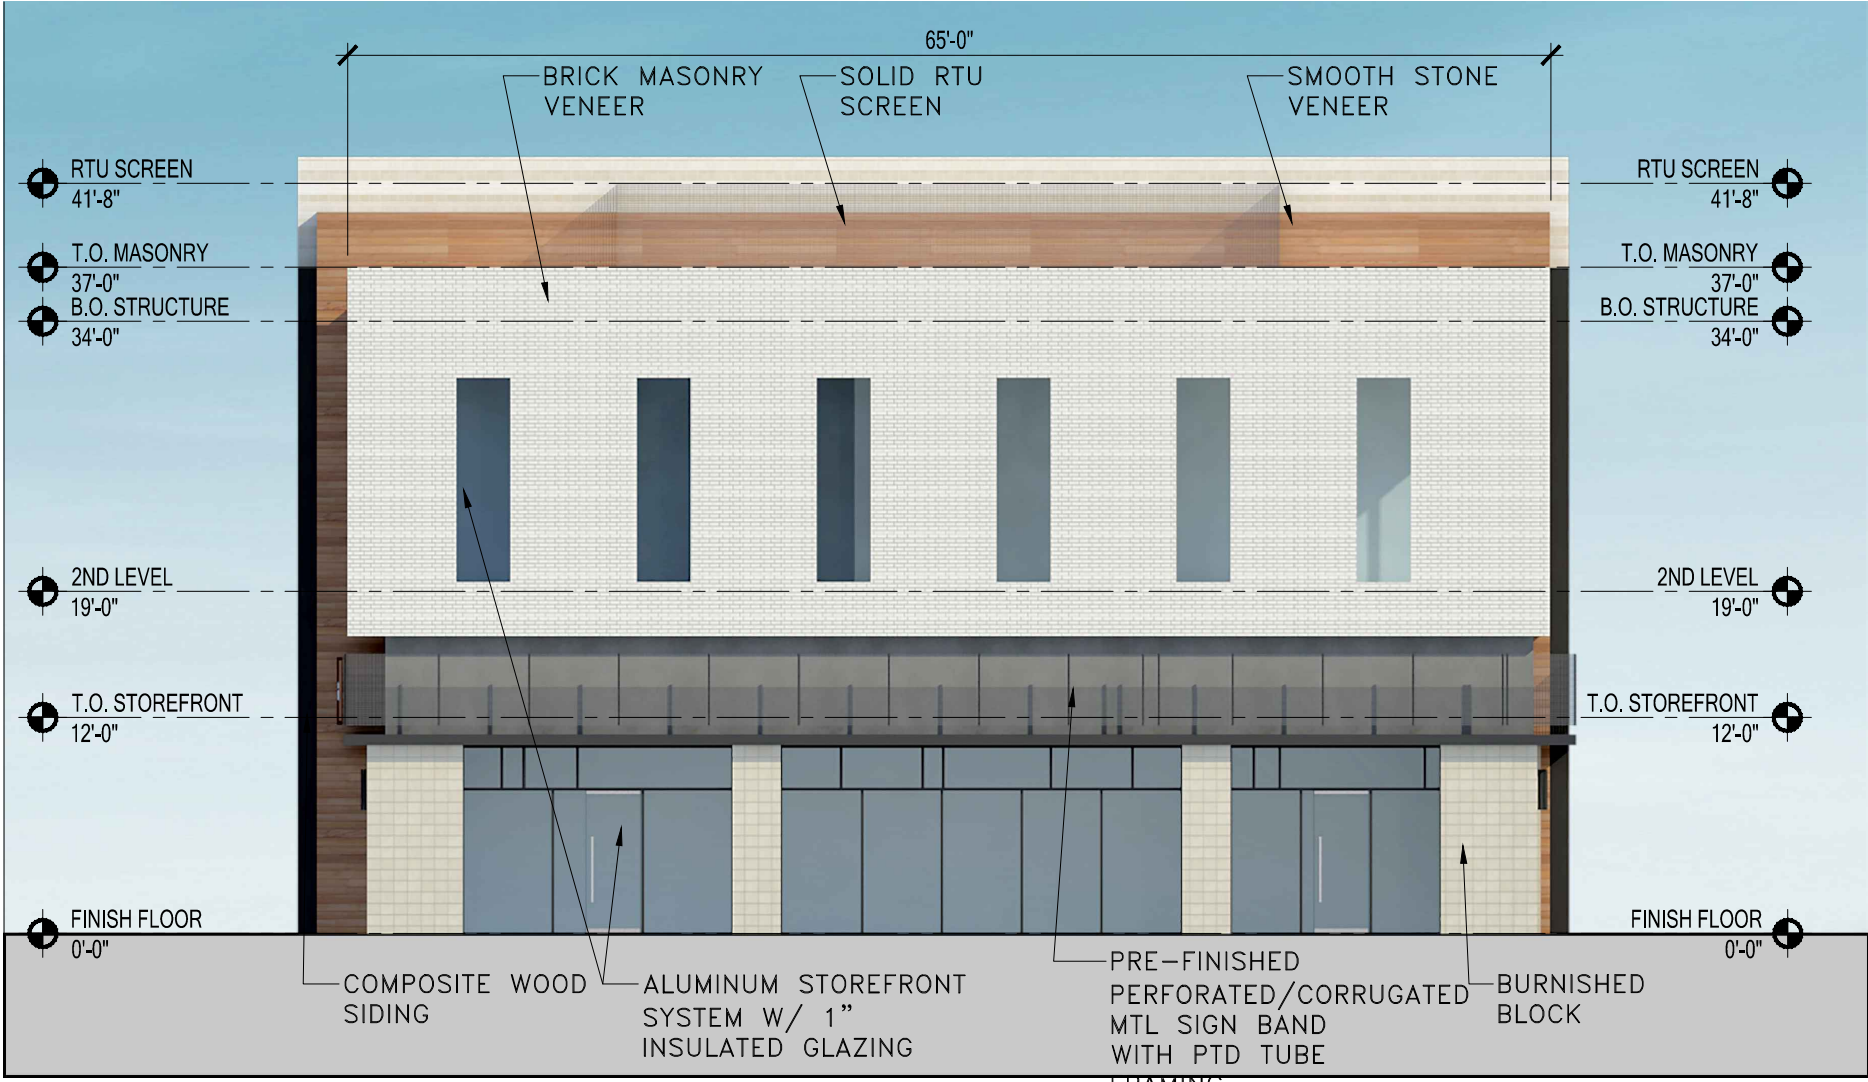 65'-0"
BRICK MASONRY
VENEER
SOLID RTU
SCREEN
SMOOTH STONE
VENEER
RTU SCREEN
41'-8"
T.O. MASONRY
37'-0"
B.O. STRUCTURE
34'-0"
2ND LEVEL
19'-0"
T.O. STOREFRONT
12'-0"
FINISH FLOOR
0'-0"
RTU SCREEN
41'-8"
T.O. MASONRY
37'-0"
B.O. STRUCTURE
34'-0"
2ND LEVEL
19'-0"
T.O. STOREFRONT
12'-0"
FINISH FLOOR
0'-0"
COMPOSITE WOOD
SIDING
ALUMINUM STOREFRONT
SYSTEM W/ 1”
INSULATED GLAZING
PRE-FINISHED
PERFORATED/CORRUGATED
MTL SIGN BAND
WITH PTD TUBE
FRAMING
BURNISHED
BLOCK